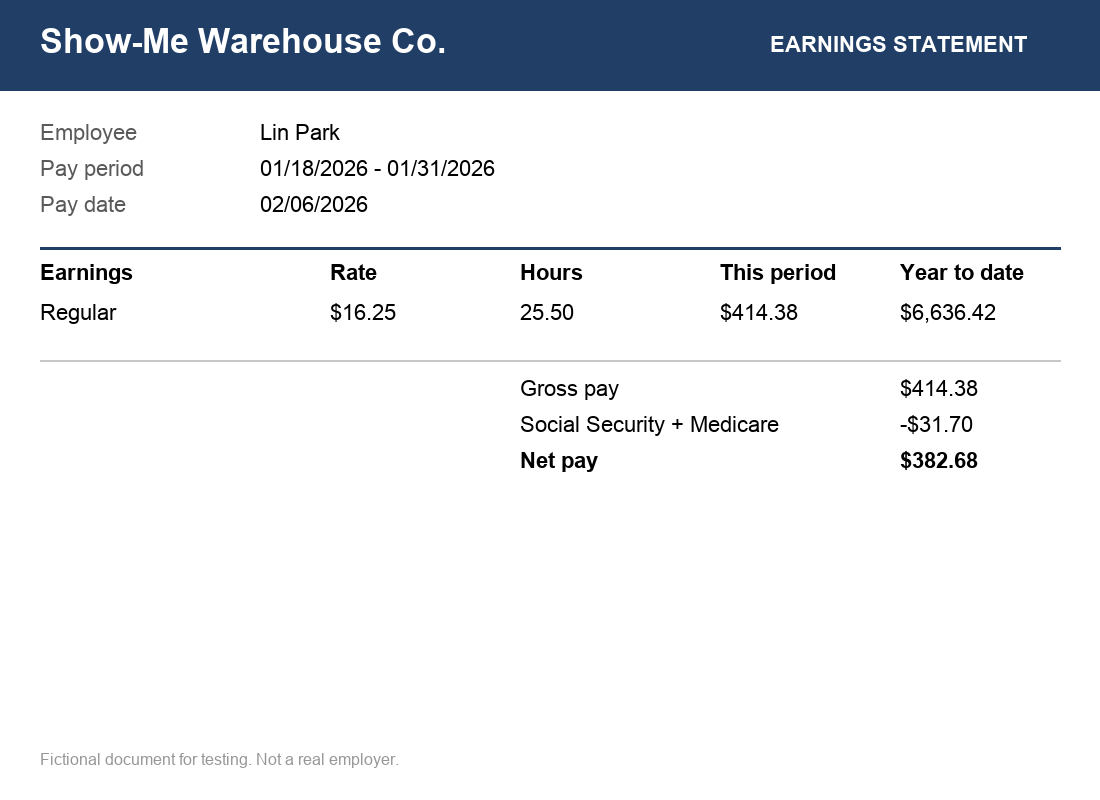 Show-Me Warehouse Co. EARNINGS STATEMENT
Employee Lin Park
Pay period 01/18/2026 - 01/31/2026
Pay date 02/06/2026
Earnings Rate Hours This period Year to date
Regular $16.25 25.50 $414.38 $6,636.42
Gross pay $414.38
Social Security + Medicare -$31.70
Net pay $382.68
Fictional document for testing. Not a real employer.